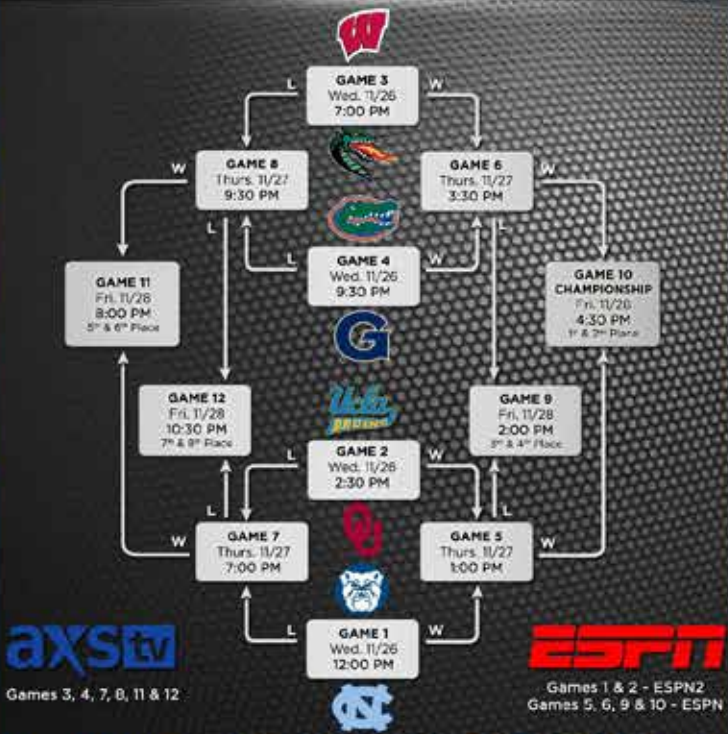 W
GAME 3
Wed. 11/26
7:00 PM
L
W
GAME 8
Thurs. 11/27
9:30 PM
GAME 6
Thurs. 11/27
3:30 PM
W
W
L
L
GAME 4
Wed. 11/26
9:30 PM
L
W
GAME 11
Fri. 11/28
8:00 PM
5th & 6th Place
GAME 10
CHAMPIONSHIP
Fri. 11/28
4:30 PM
1st & 2nd Place
G
GAME 12
Fri. 11/28
10:30 PM
7th & 8th Place
Ucla
BRUINS
GAME 9
Fri. 11/28
2:00 PM
3rd & 4th Place
GAME 2
Wed. 11/26
2:30 PM
L
W
L
L
OU
GAME 7
Thurs. 11/27
7:00 PM
GAME 5
Thurs. 11/27
1:00 PM
W
W
GAME 1
Wed. 11/26
12:00 PM
L
W
NC
axs tv
Games 3, 4, 7, 8, 11 & 12
ESPN
Games 1 & 2 - ESPN2
Games 5, 6, 9 & 10 - ESPN